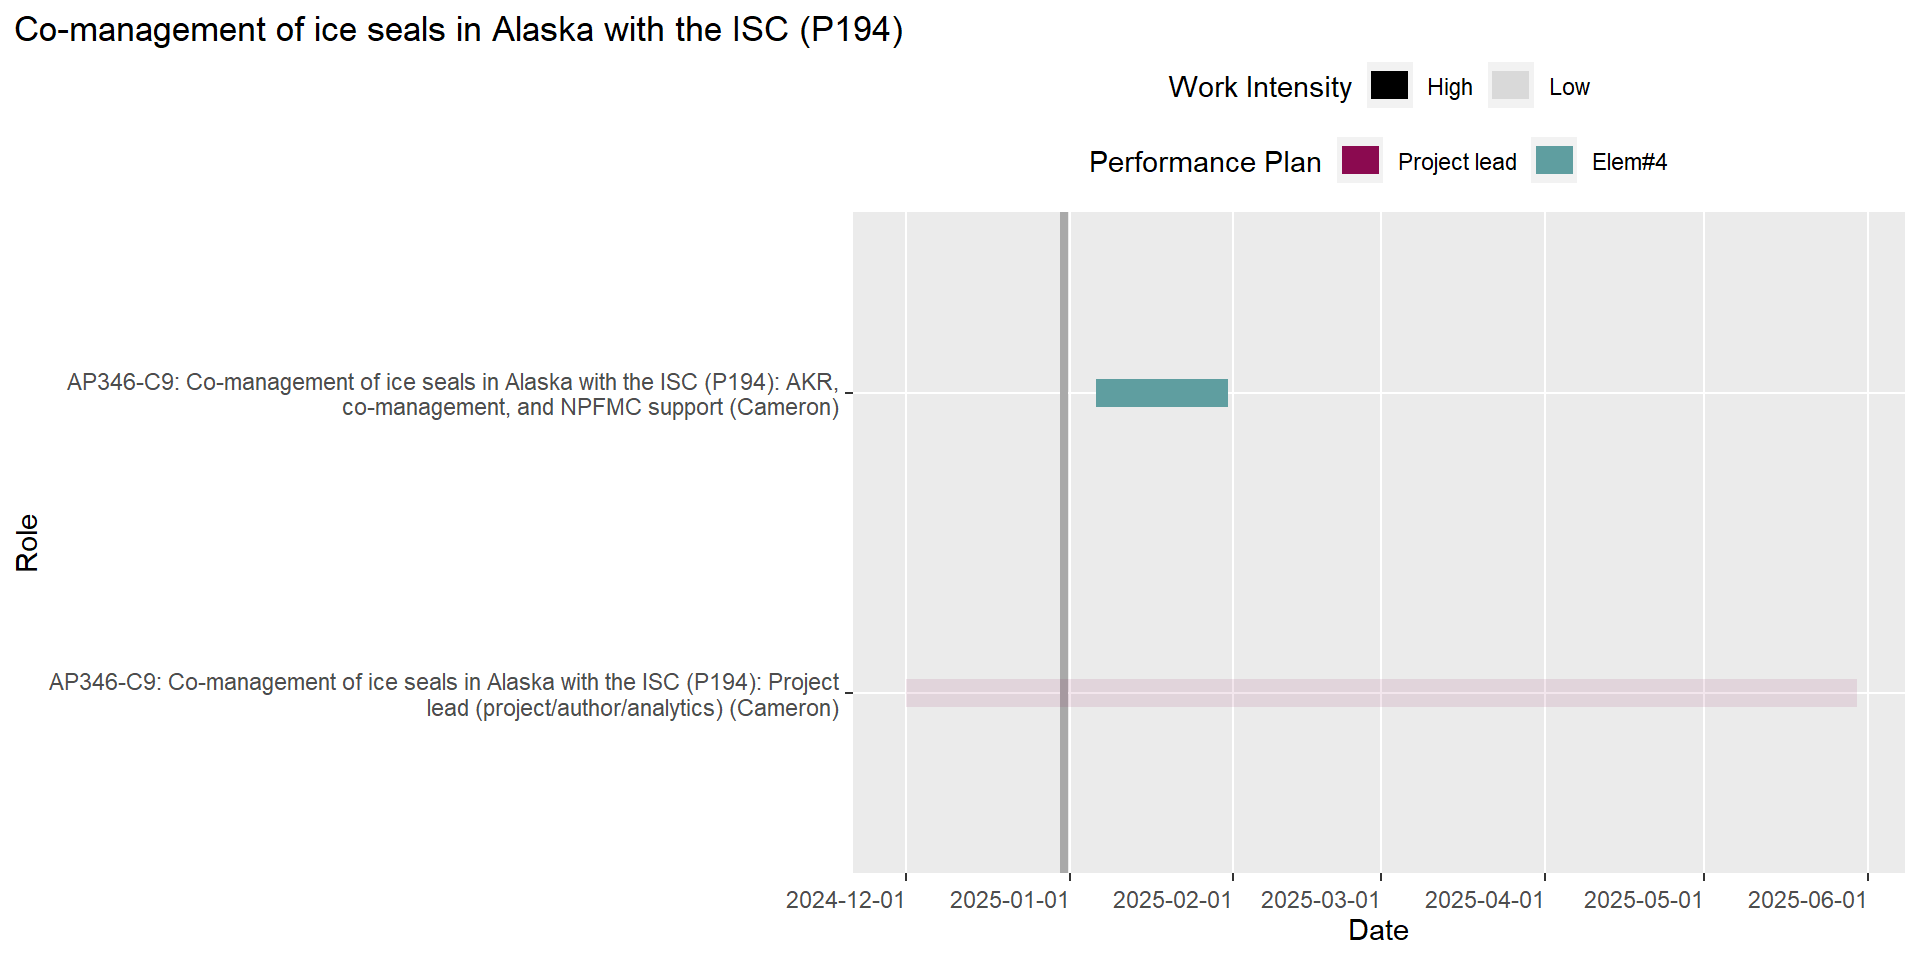 Co-management of ice seals in Alaska with the ISC (P194)
Work Intensity High Low
Performance Plan Project lead Elem#4
AP346-C9: Co-management of ice seals in Alaska with the ISC (P194): AKR,
co-management, and NPFMC support (Cameron)
Role
AP346-C9: Co-management of ice seals in Alaska with the ISC (P194): Project
lead (project/author/analytics) (Cameron)
2024-12-01 2025-01-01 2025-02-01 2025-03-01 2025-04-01 2025-05-01 2025-06-01
Date